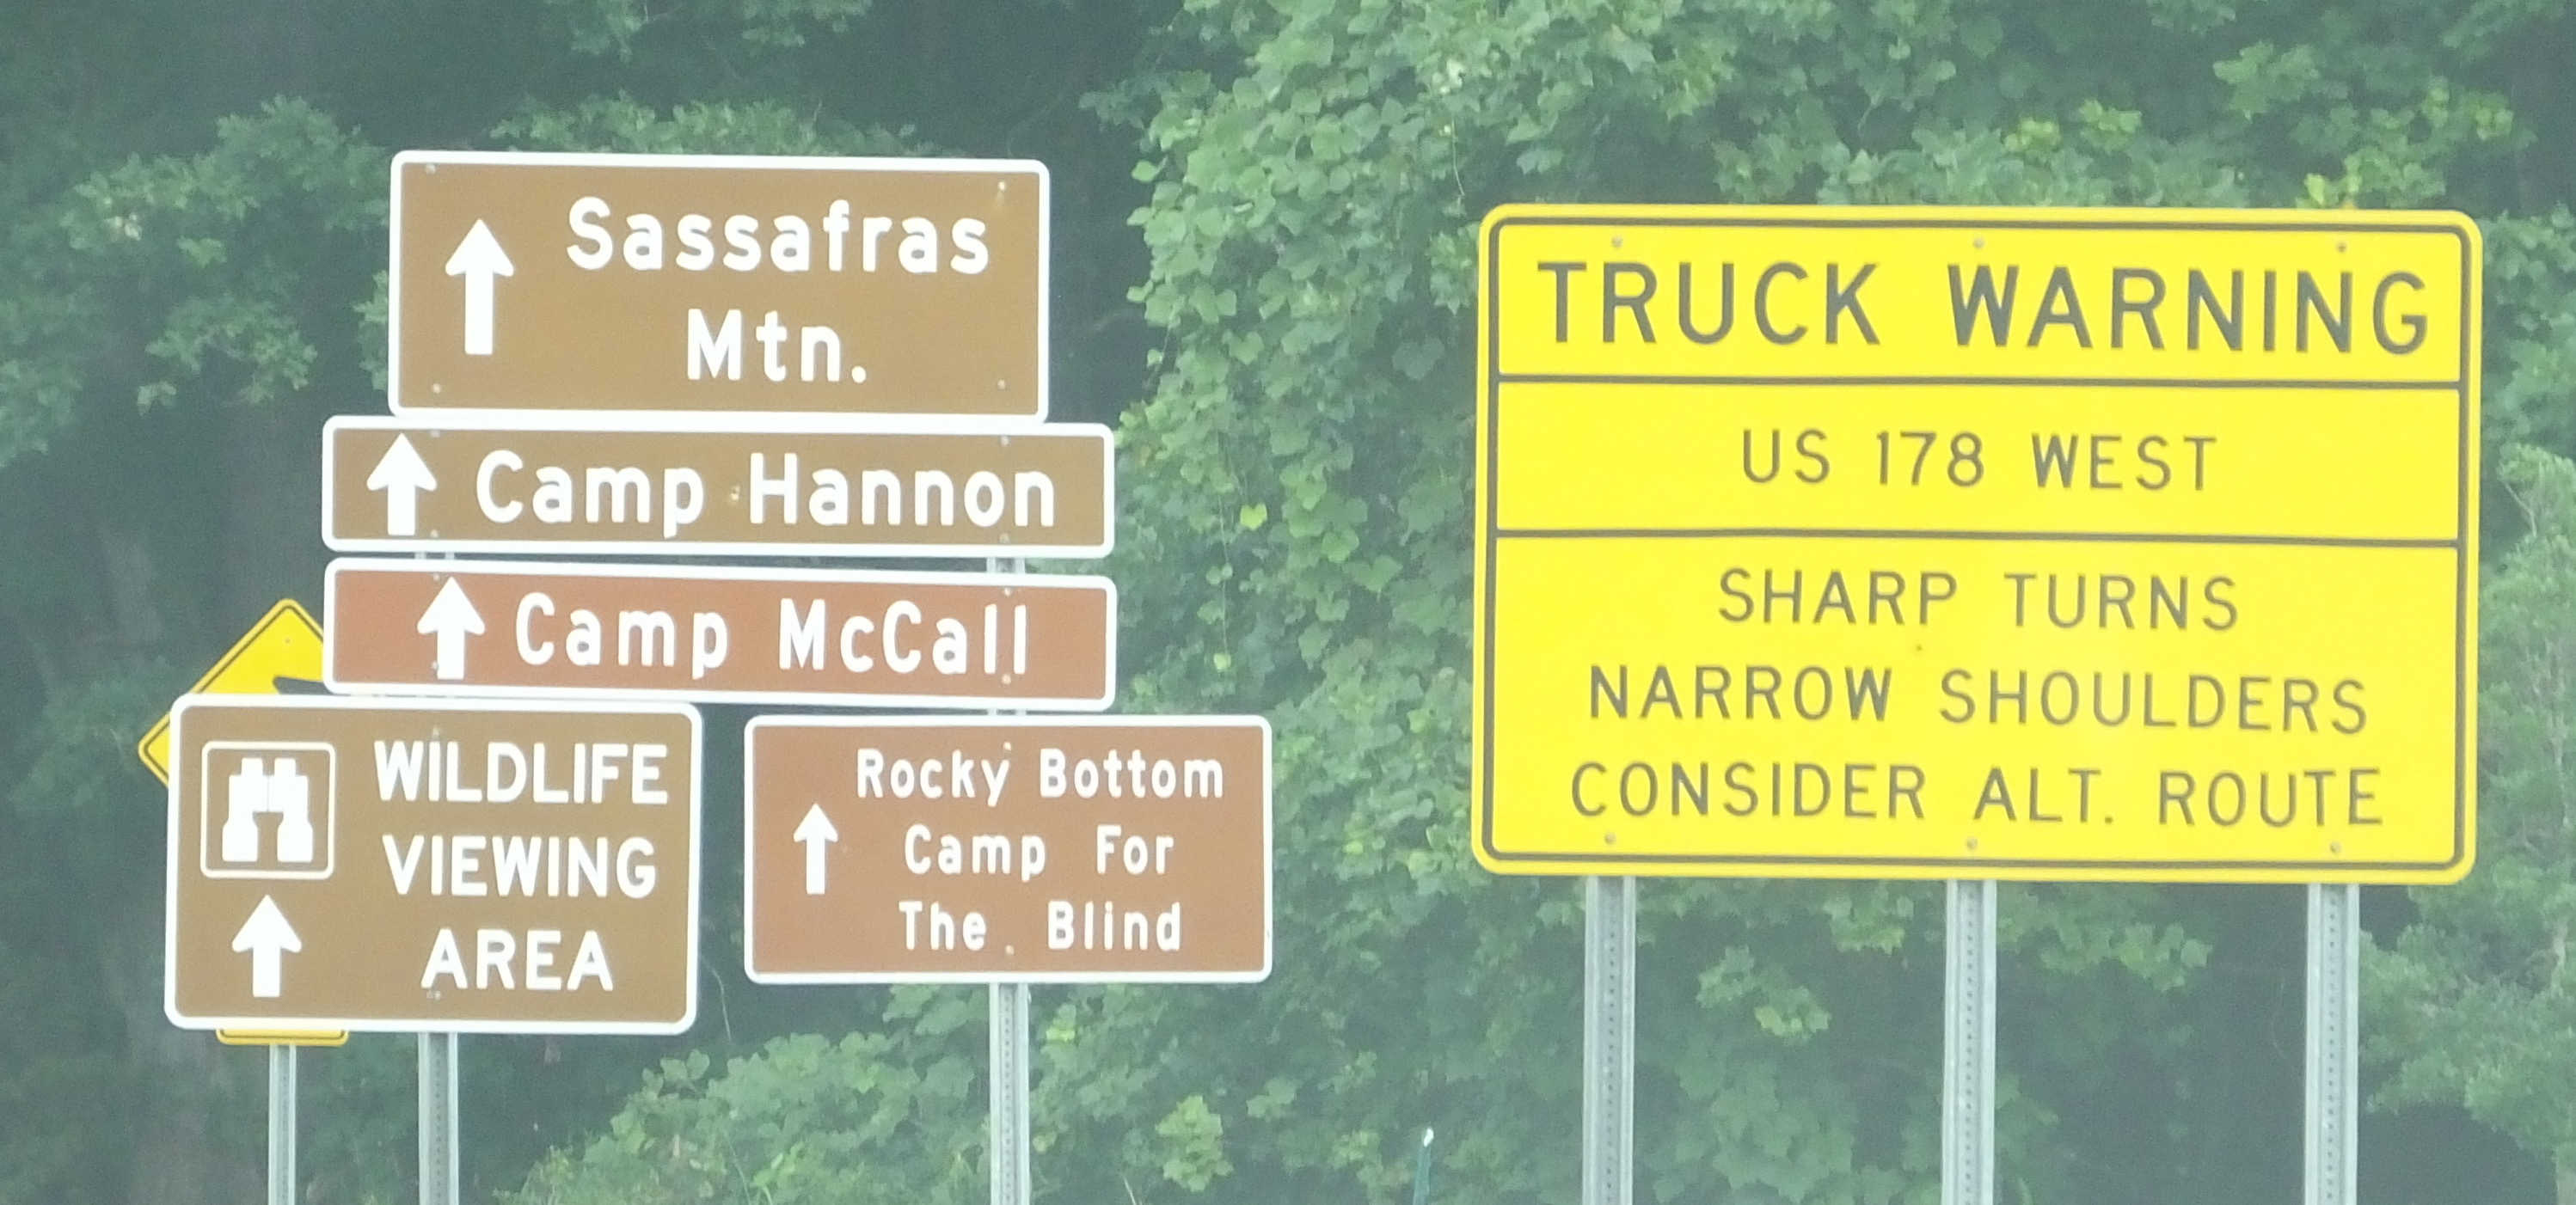 Sassafras
Mtn.
Camp Hannon
Camp McCall
WILDLIFE
VIEWING
AREA
Rocky Bottom
Camp For
The Blind
TRUCK WARNING
US 178 WEST
SHARP TURNS
NARROW SHOULDERS
CONSIDER ALT. ROUTE